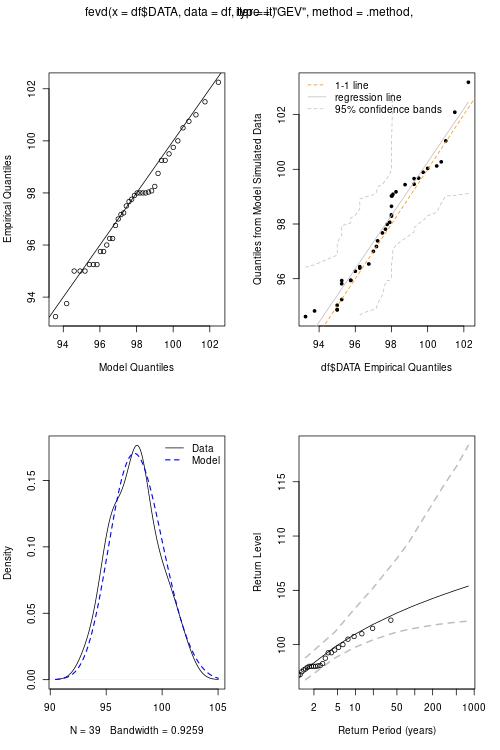 fevd(x = df$DATA, data = df, type = "GEV", method = .method,
102
100
98
96
94
Empirical Quantiles
94 96 98 100 102
Model Quantiles
1-1 line
regression line
95% confidence bands
102
100
98
96
Quantiles from Model Simulated Data
94 96 98 100 102
df$DATA Empirical Quantiles
Data
Model
0.15
0.10
0.05
0.00
Density
90 95 100 105
N = 39 Bandwidth = 0.9259
115
110
105
100
Return Level
2 5 10 50 200 1000
Return Period (years)